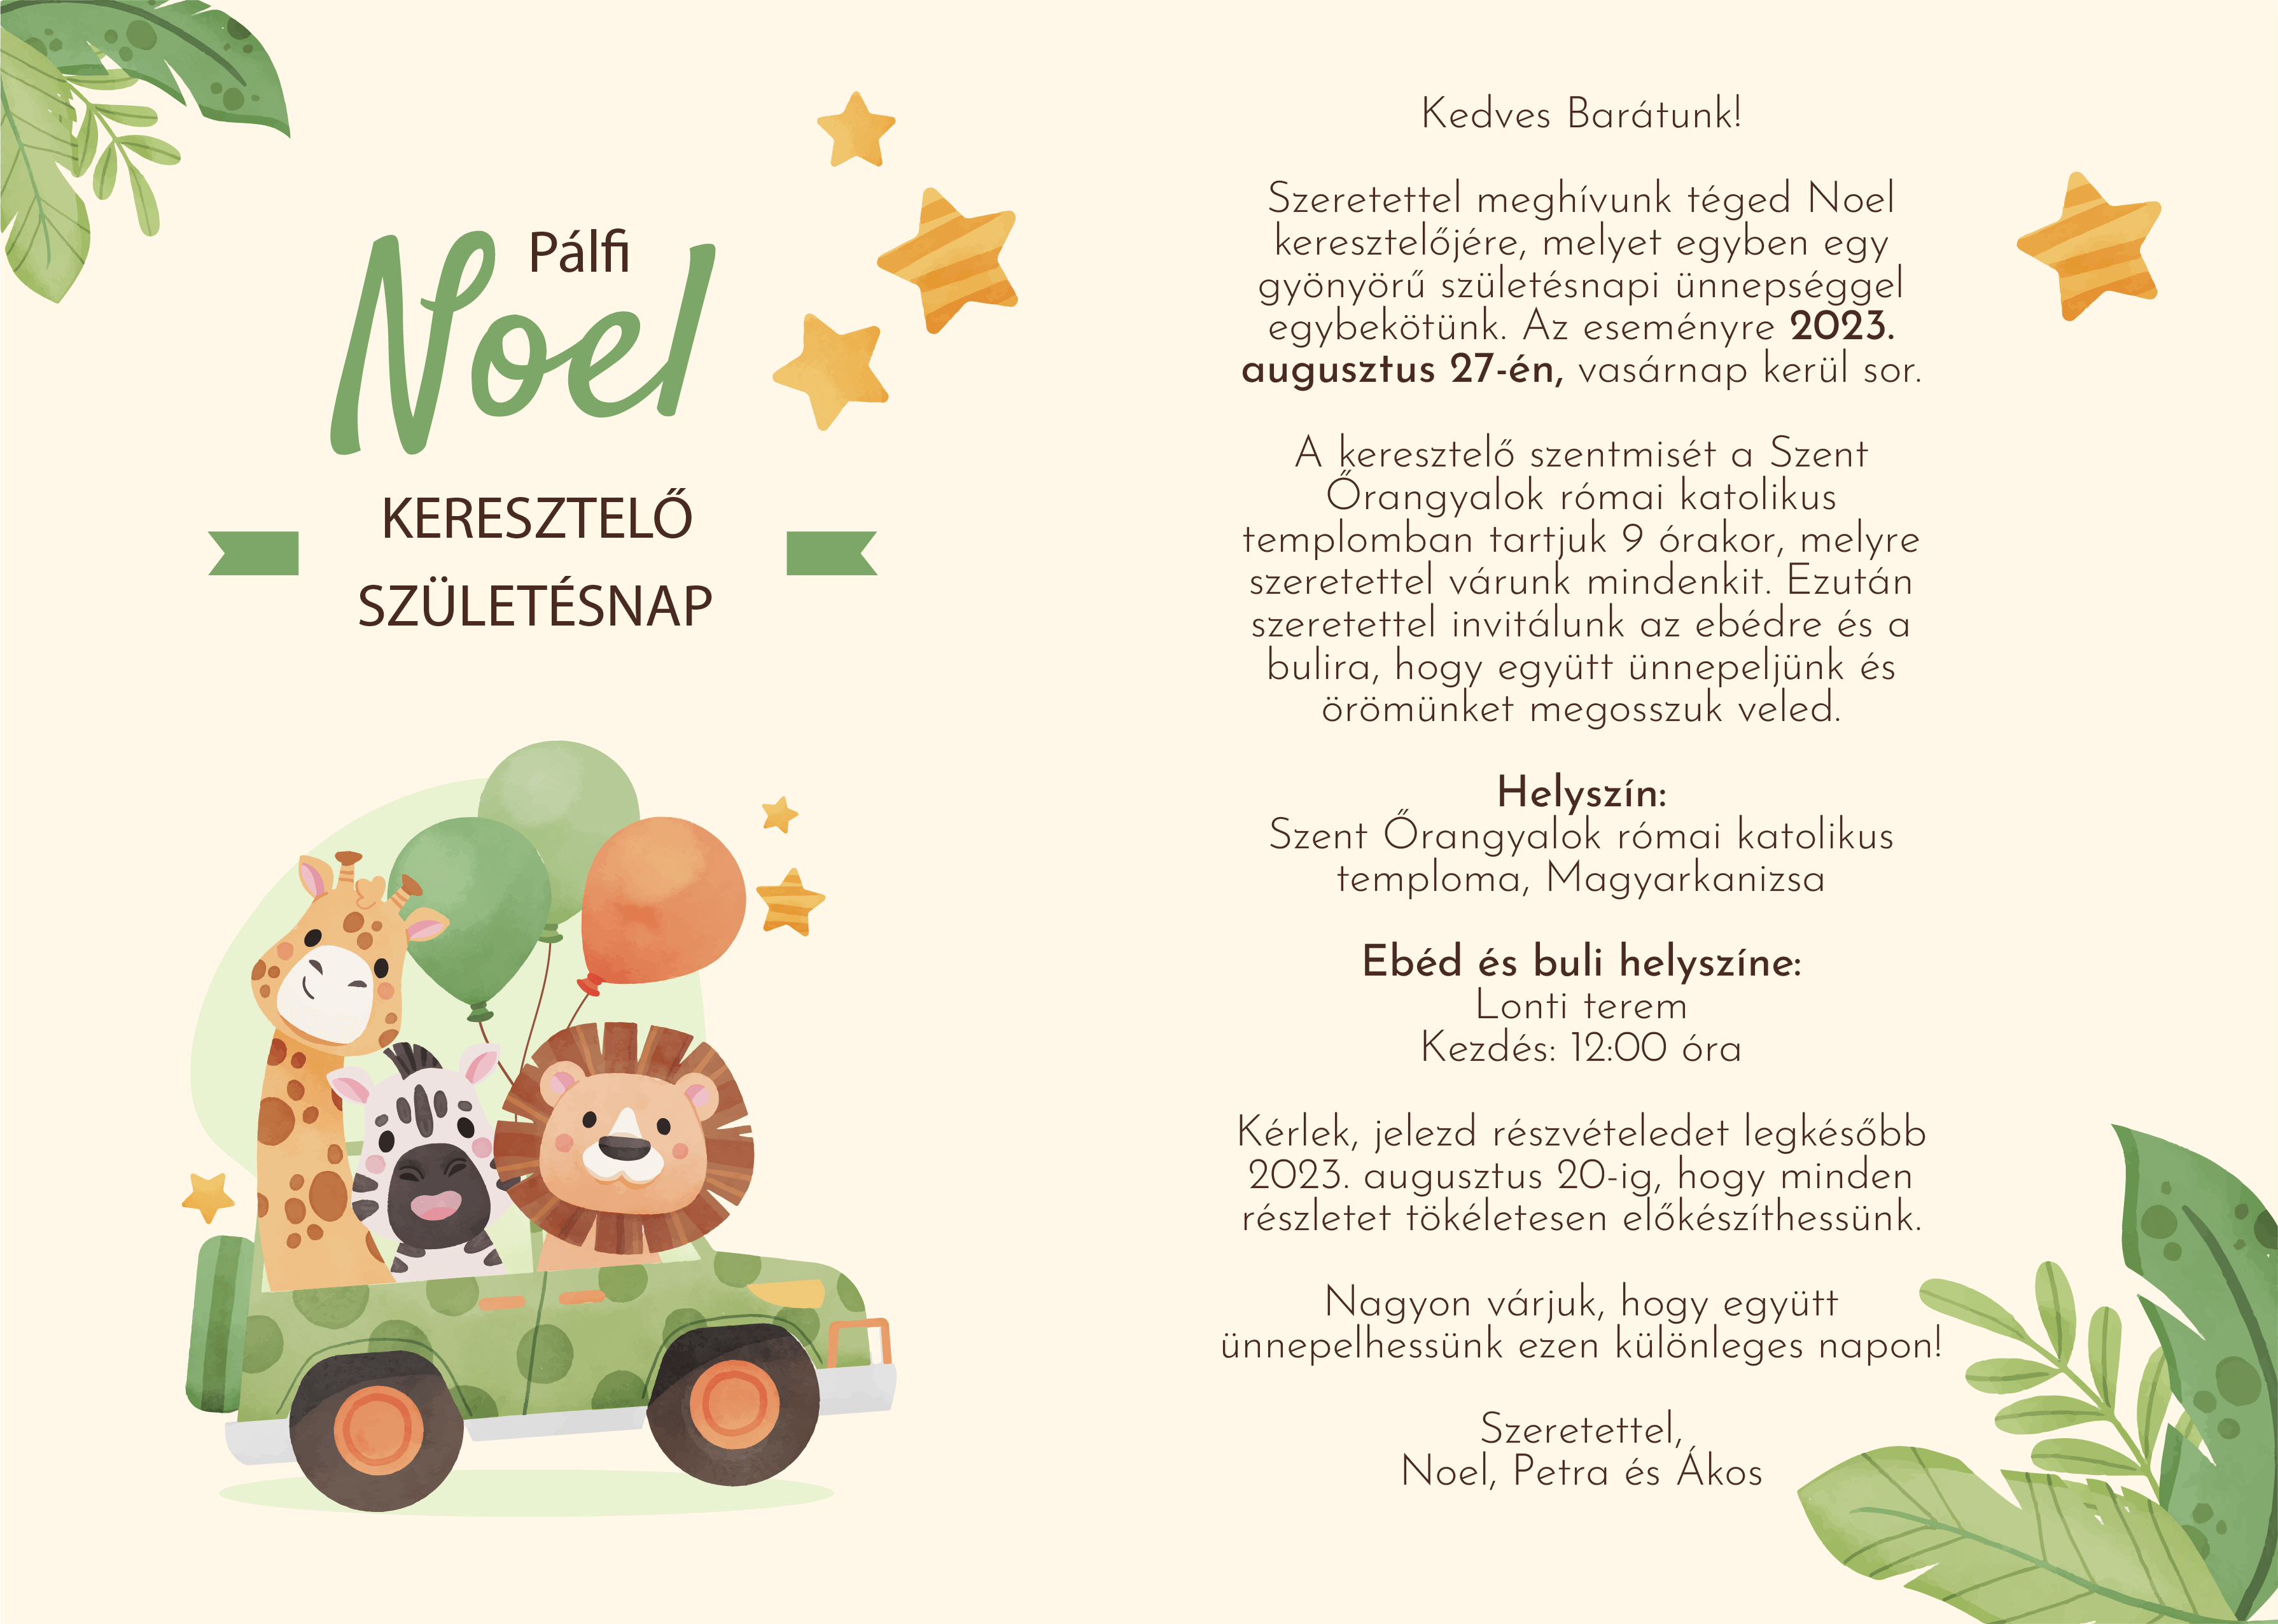 Pálfi
Noel
KERESZTELŐ
SZÜLETÉSNAP
Kedves Barátunk!
Szeretettel meghívunk téged Noel
keresztelőjére, melyet egyben egy
gyönyörű születésnapi ünnepséggel
egybekötünk. Az eseményre 2023.
augusztus 27-én, vasárnap kerül sor.
A keresztelő szentmisét a Szent
Őrangyalok római katolikus
templomban tartjuk 9 órakor, melyre
szeretettel várunk mindenkit. Ezután
szeretettel invitálunk az ebédre és a
bulira, hogy együtt ünnepeljünk és
örömünket megosszuk veled.
Helyszín:
Szent Őrangyalok római katolikus
temploma, Magyarkanizsa
Ebéd és buli helyszíne:
Lonti terem
Kezdés: 12:00 óra
Kérlek, jelezd részvételedet legkésőbb
2023. augusztus 20-ig, hogy minden
részletet tökéletesen előkészíthessünk.
Nagyon várjuk, hogy együtt
ünnepelhessünk ezen különleges napon!
Szeretettel,
Noel, Petra és Ákos